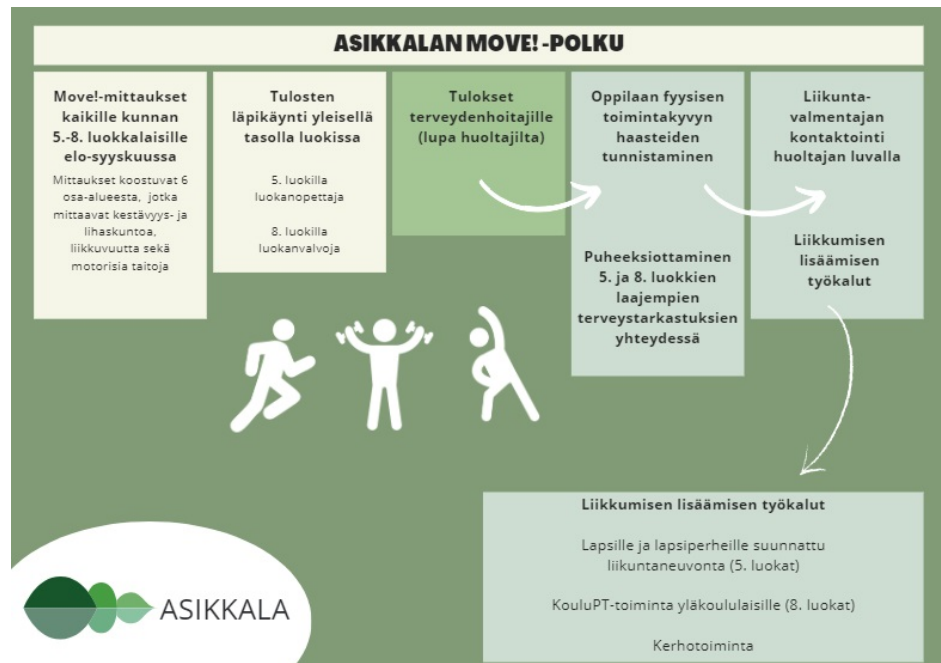 ASIKKALAN MOVE! -POLKU
Move!-mittaukset
kaikille kunnan
5.-8. luokkalaisille
elo-syyskuussa
Mittaukset koostuvat 6
osa-alueesta, jotka
mittaavat kestävyys- ja
lihaskuntoa,
liikkuvuutta sekä
motorisia taitoja
Tulosten
läpikäynti yleisellä
tasolla luokissa
5. luokilla
luokanopettaja
8. luokilla
luokanvalvoja
Tulokset
terveydenhoitajille
(lupa huoltajilta)
Oppilaan fyysisen
toimintakyvyn
haasteiden
tunnistaminen
Puheeksiottaminen
5. ja 8. luokkien
laajempien
terveystarkastuksien
yhteydessä
Liikunta-
valmentajan
kontaktointi
huoltajan luvalla
Liikkumisen
lisäämisen
työkalut
Liikkumisen lisäämisen työkalut
Lapsille ja lapsiperheille suunnattu
liikuntaneuvonta (5. luokat)
KouluPT-toiminta yläkoululaisille (8. luokat)
Kerhotoiminta
ASIKKALA